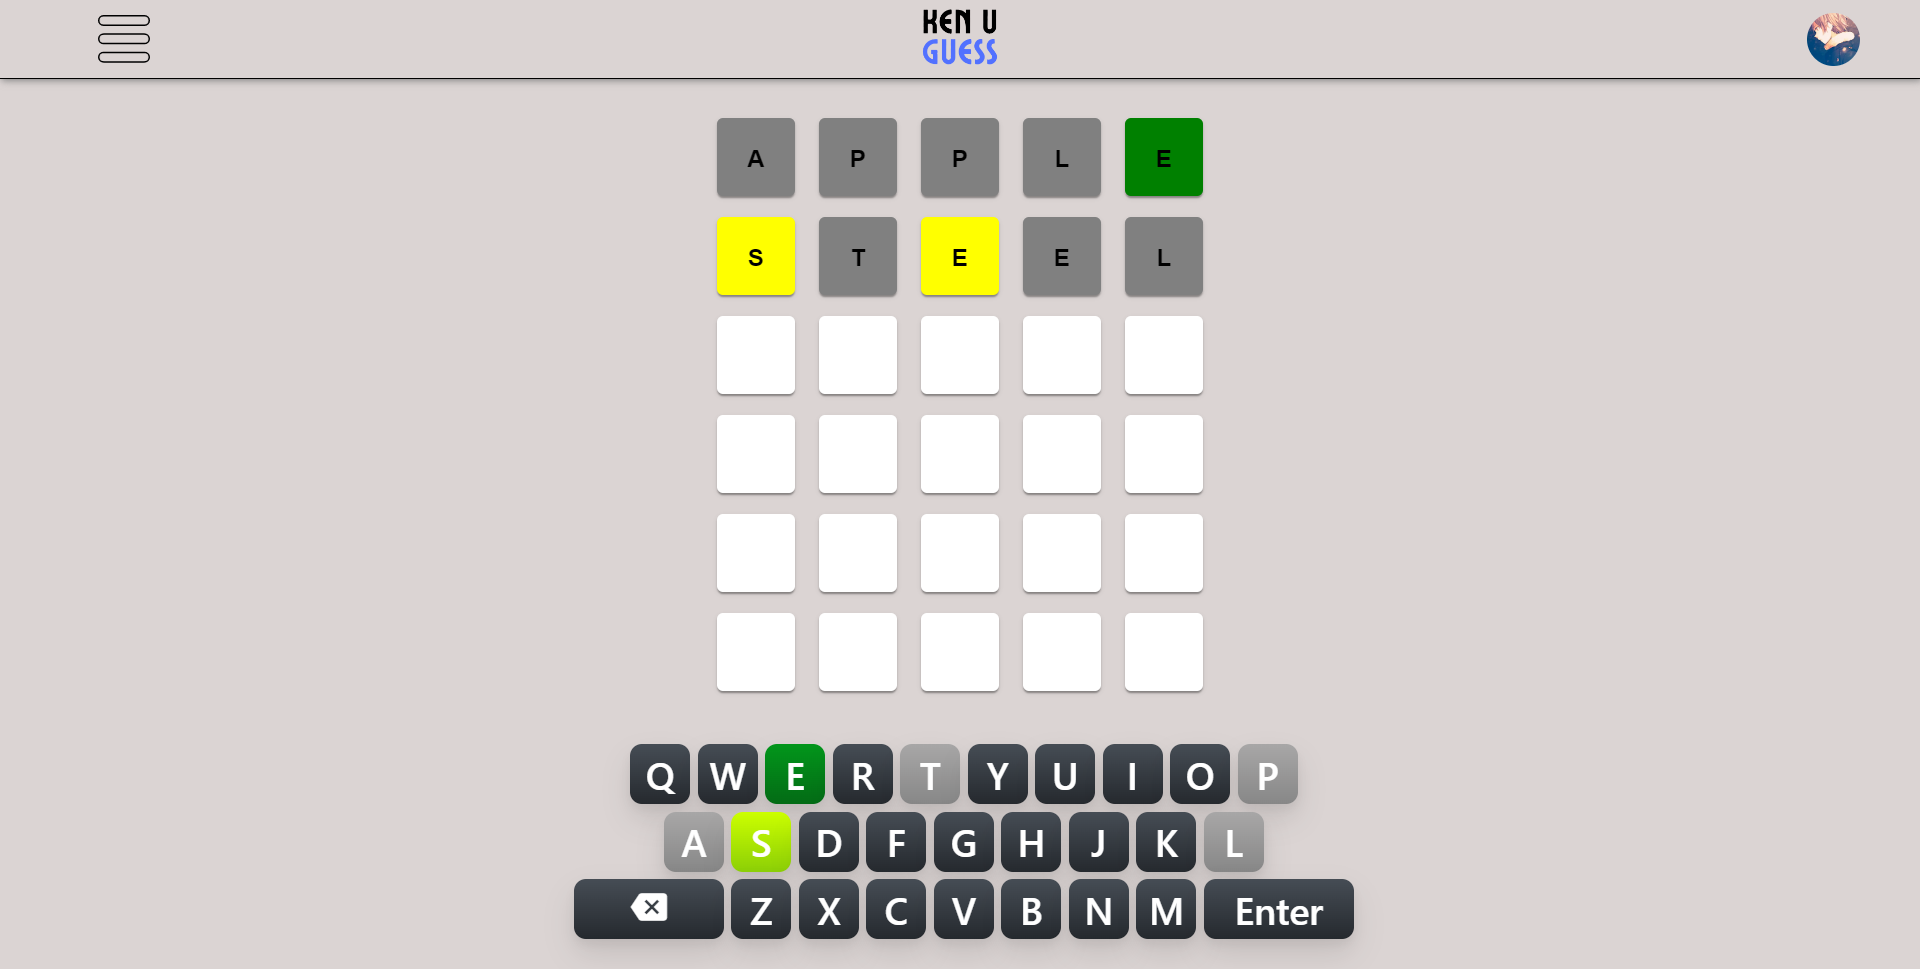 KEN U
GUESS
A P P L E
S T E E L
Q W E R T Y U I O P
A S D F G H J K L
Z X C V B N M Enter